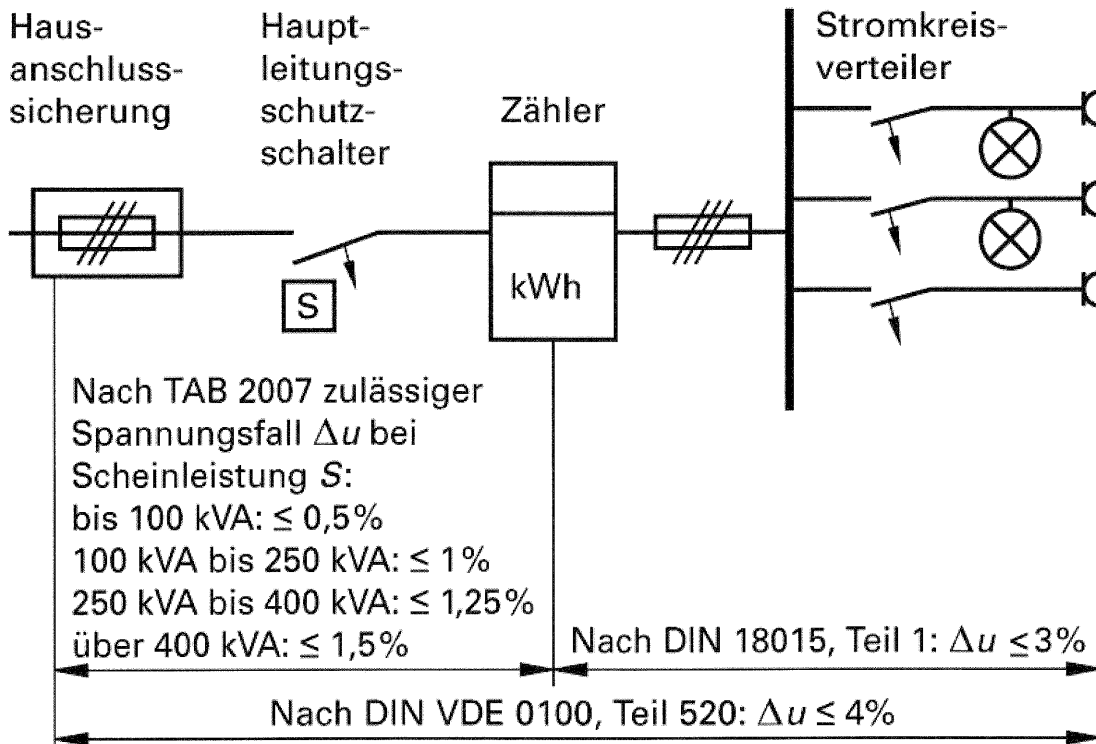 Haus-
anschluss-
sicherung
Haupt-
leitungs-
schutz-
schalter
Zähler
Stromkreis-
verteiler
S
kWh
Nach TAB 2007 zulässiger
Spannungsfall Δu bei
Scheinleistung S:
bis 100 kVA: ≤ 0,5%
100 kVA bis 250 kVA: ≤ 1%
250 kVA bis 400 kVA: ≤ 1,25%
über 400 kVA: ≤ 1,5%
Nach DIN 18015, Teil 1: Δu ≤ 3%
Nach DIN VDE 0100, Teil 520: Δu ≤ 4%